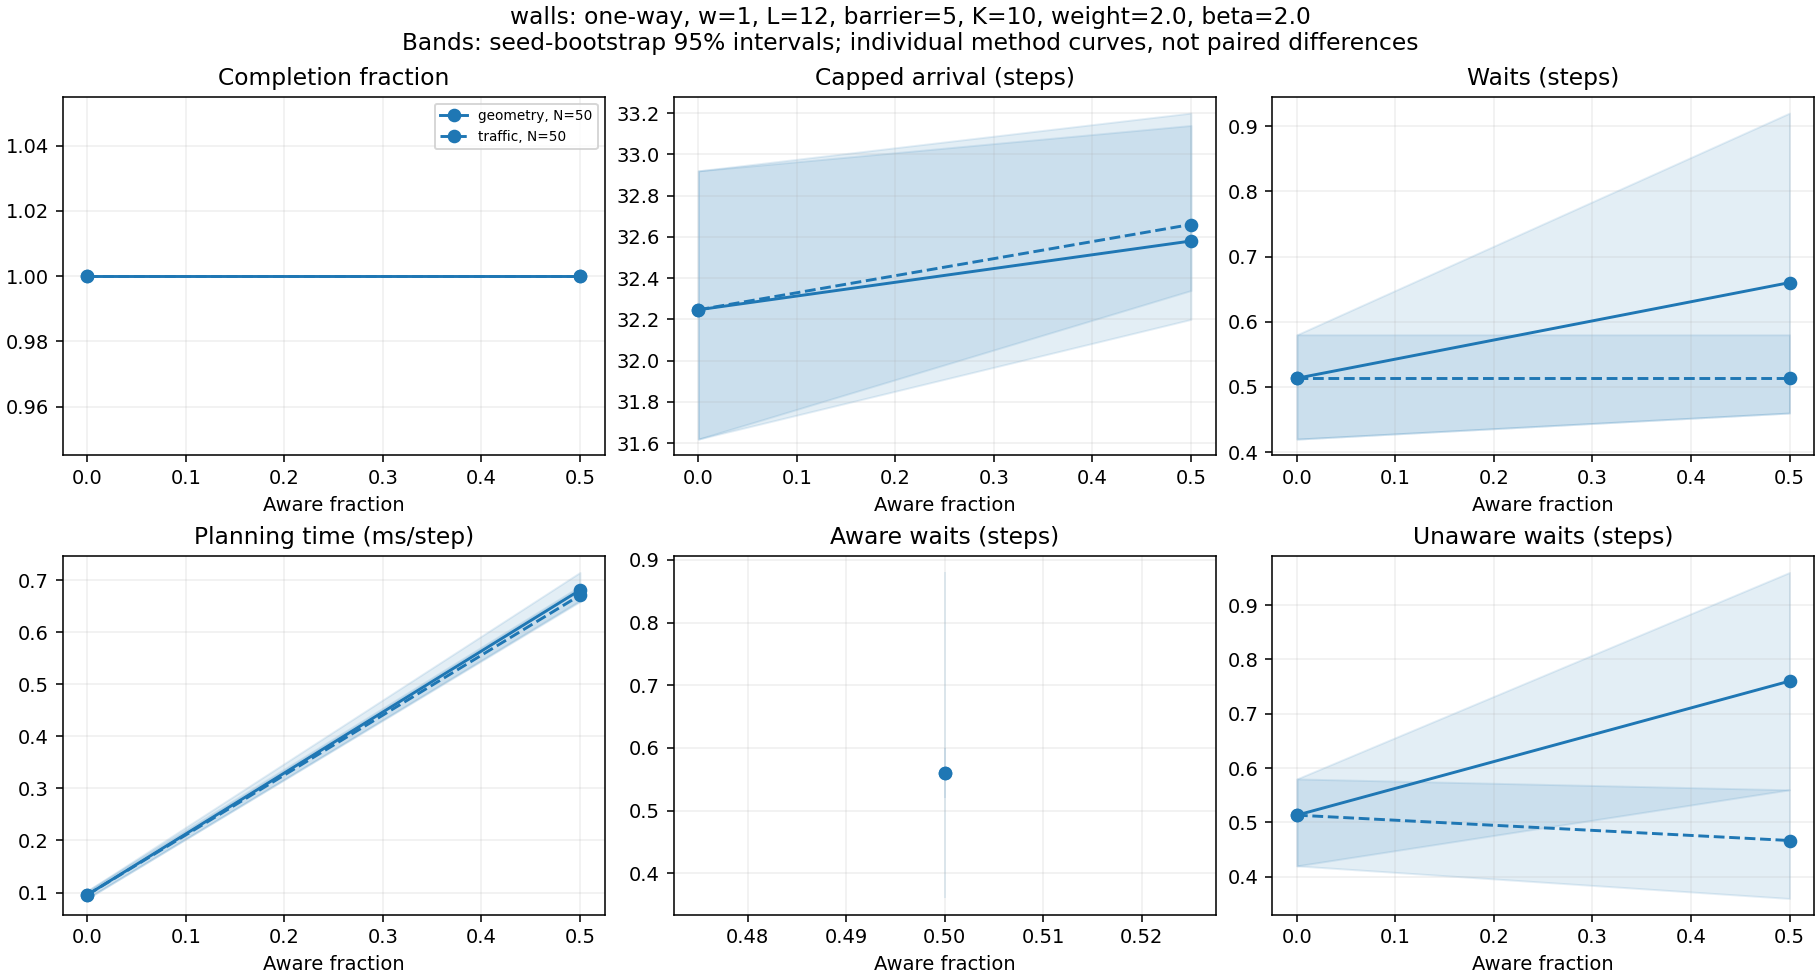 walls: one-way, w=1, L=12, barrier=5, K=10, weight=2.0, beta=2.0
Bands: seed-bootstrap 95% intervals; individual method curves, not paired differences
Completion fraction
geometry, N=50
traffic, N=50
1.04
1.02
1.00
0.98
0.96
0.0 0.1 0.2 0.3 0.4 0.5
Aware fraction
Capped arrival (steps)
33.2
33.0
32.8
32.6
32.4
32.2
32.0
31.8
31.6
0.0 0.1 0.2 0.3 0.4 0.5
Aware fraction
Waits (steps)
0.9
0.8
0.7
0.6
0.5
0.4
0.0 0.1 0.2 0.3 0.4 0.5
Aware fraction
Planning time (ms/step)
0.7
0.6
0.5
0.4
0.3
0.2
0.1
0.0 0.1 0.2 0.3 0.4 0.5
Aware fraction
Aware waits (steps)
0.9
0.8
0.7
0.6
0.5
0.4
0.48 0.49 0.50 0.51 0.52
Aware fraction
Unaware waits (steps)
0.9
0.8
0.7
0.6
0.5
0.4
0.0 0.1 0.2 0.3 0.4 0.5
Aware fraction